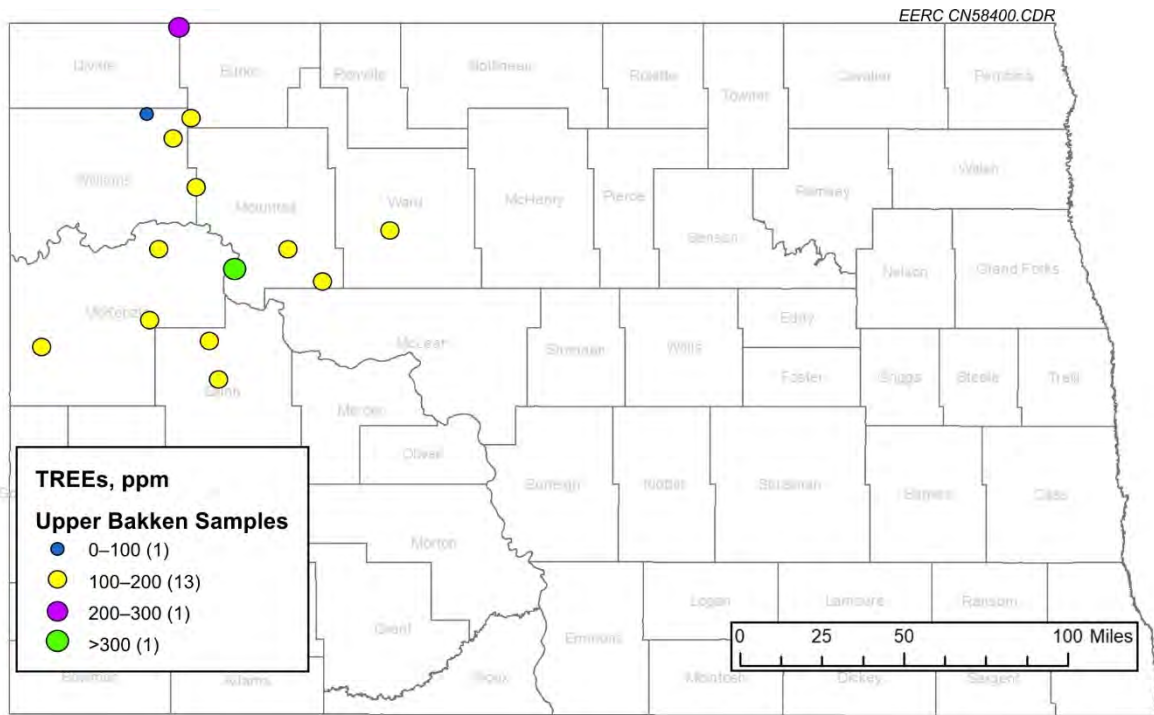 EERC CN58400.CDR
Divide
Burke
Renville
Bottineau
Rolette
Towner
Cavalier
Pembina
Williams
Mountrail
Ward
McHenry
Pierce
Benson
Ramsey
Walsh
Nelson
Grand Forks
McKenzie
McLean
Sheridan
Wells
Eddy
Foster
Griggs
Steele
Traill
Dunn
Mercer
Oliver
Burleigh
Kidder
Stutsman
Barnes
Cass
Morton
Grant
Sioux
Emmons
Logan
Lamoure
Ransom
McIntosh
Dickey
Sargent
Bowman
Adams
TREEs, ppm
Upper Bakken Samples
0–100 (1)
100–200 (13)
200–300 (1)
>300 (1)
0 25 50 100 Miles